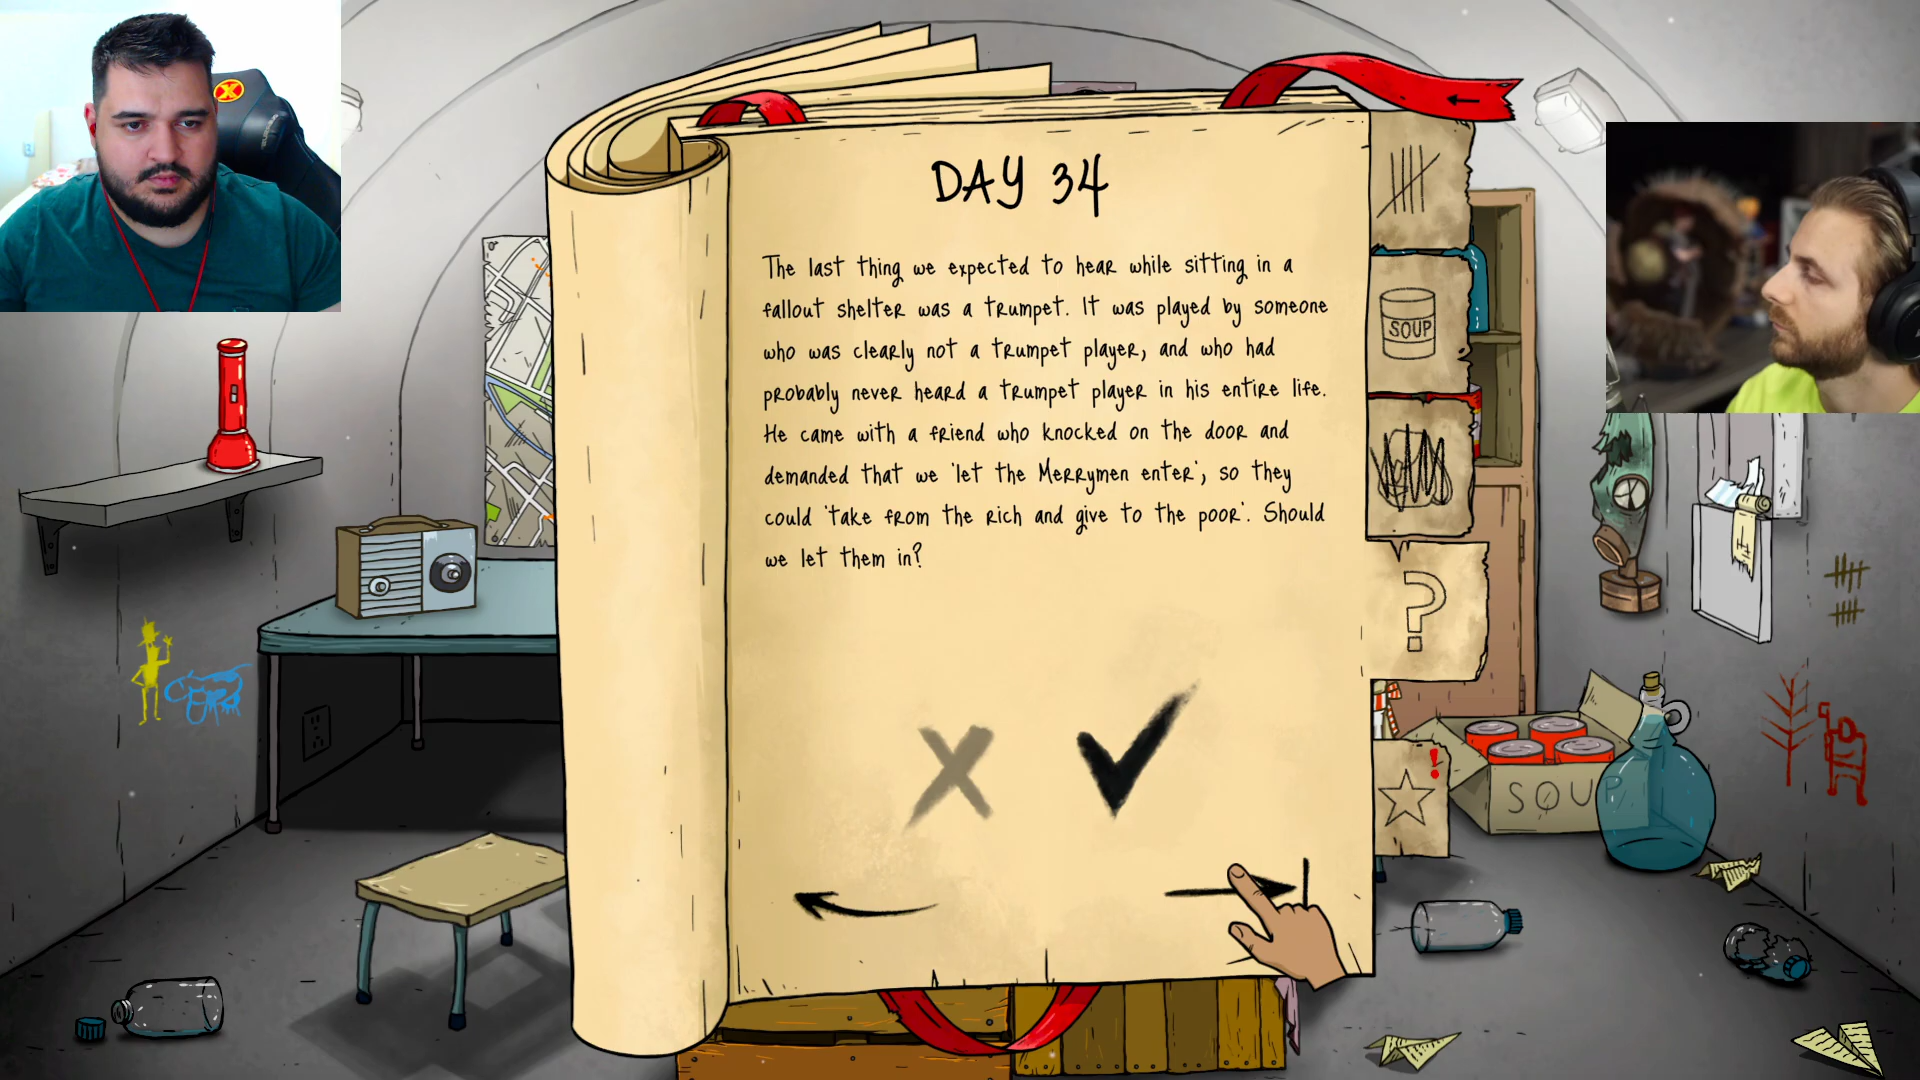 DAY 34
The last thing we expected to hear while sitting in a
fallout shelter was a trumpet. It was played by someone
who was clearly not a trumpet player, and who had
probably never heard a trumpet player in his entire life.
He came with a friend who knocked on the door and
demanded that we 'let the Merrymen enter', so they
could 'take from the rich and give to the poor'. Should
we let them in?
SOUP
?
!
SOUP